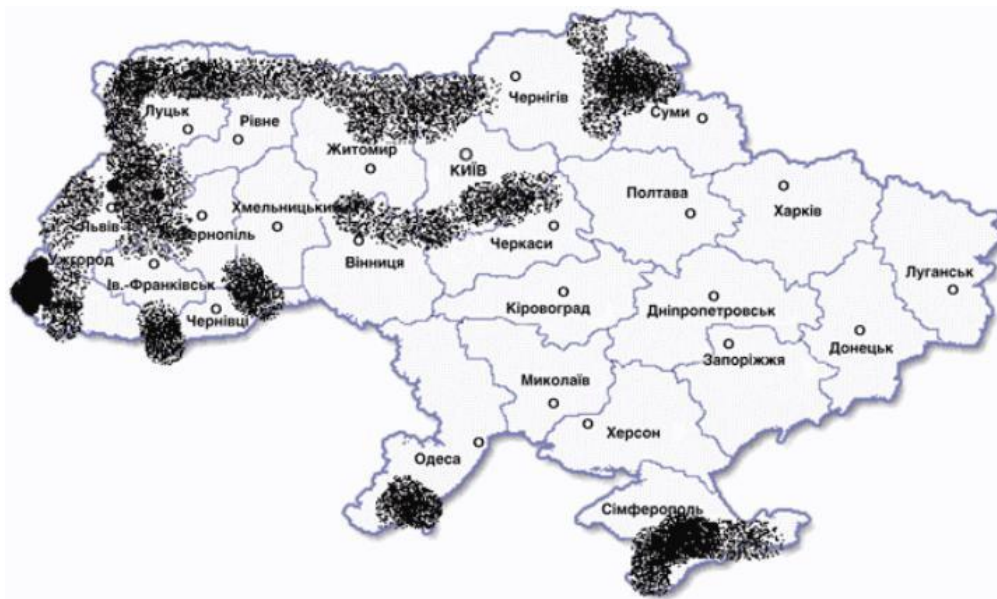 Чернігів
Луцьк
Суми
Рівне
Житомир
КИЇВ
Полтава
Харків
Хмельницький
Львів
Черкаси
Вінниця
Ужгород
Луганськ
Ів.-Франківськ
Кіровоград
Дніпропетровськ
Чернівці
Донецьк
Запоріжжя
Миколаїв
Херсон
Одеса
Сімферополь